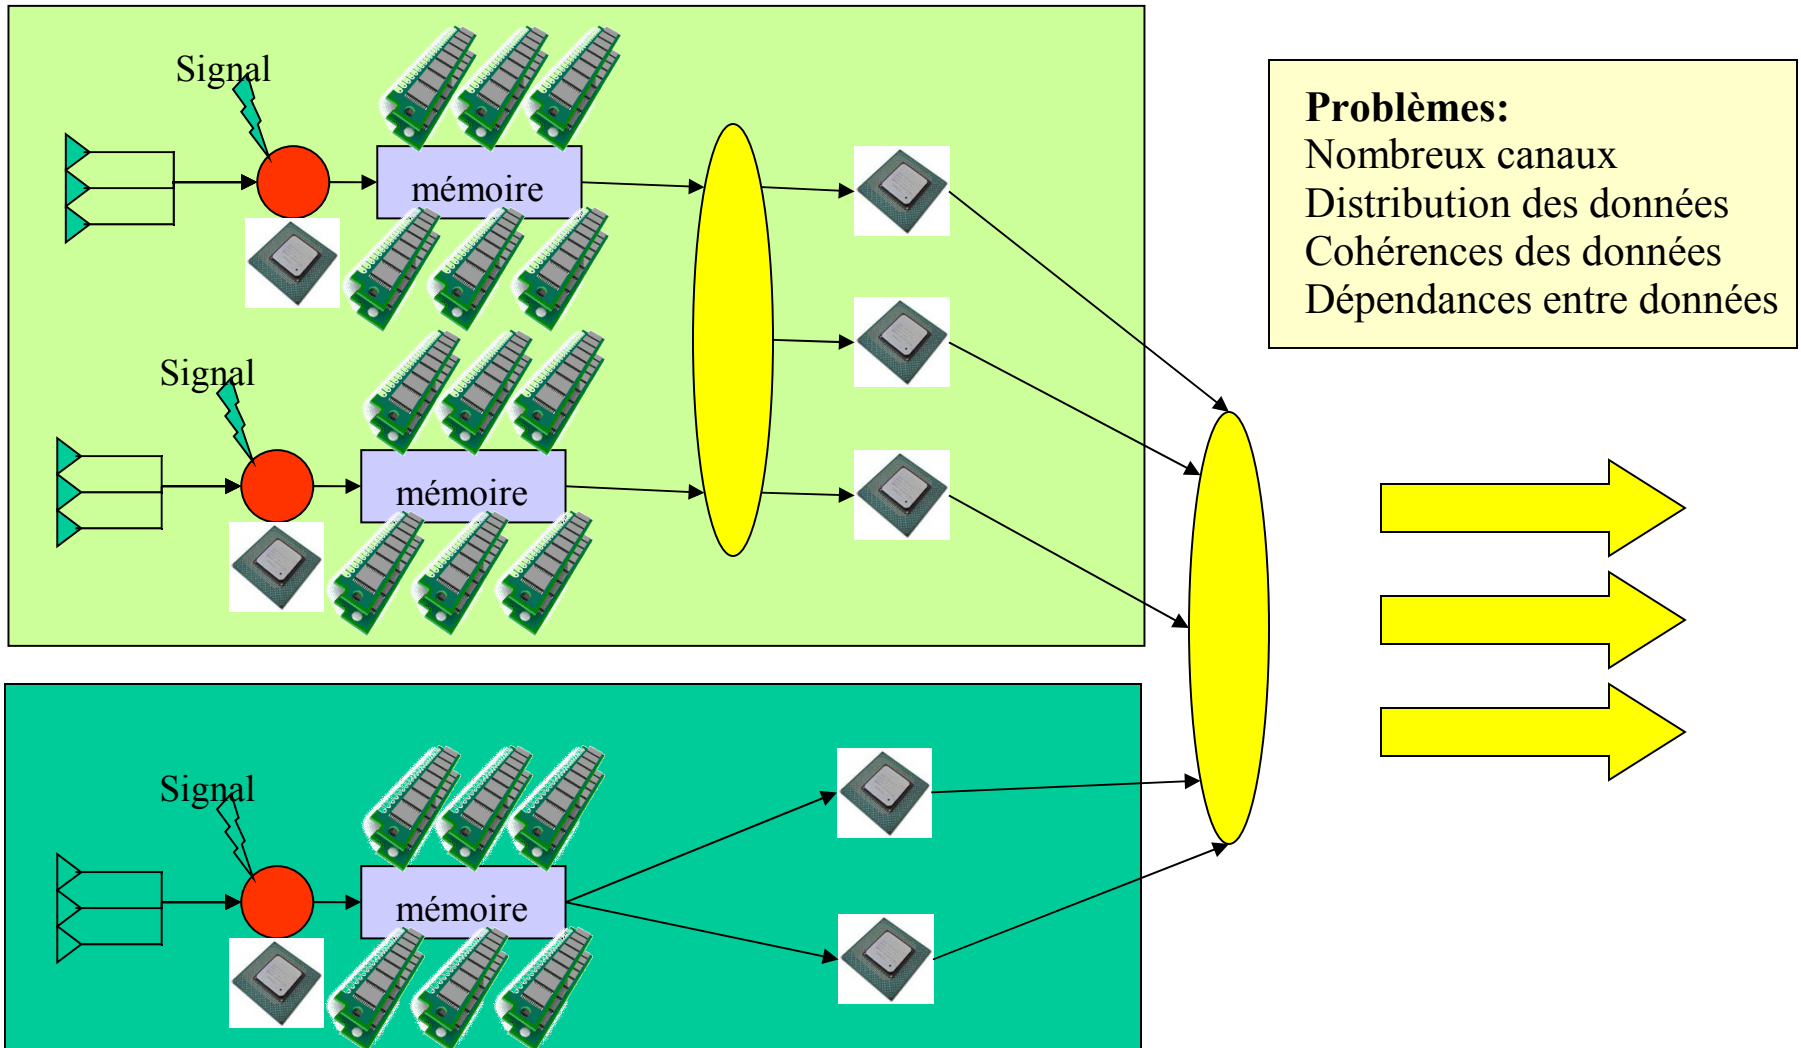 Signal
mémoire
Signal
mémoire
Problèmes:
Nombreux canaux
Distribution des données
Cohérences des données
Dépendances entre données
Signal
mémoire